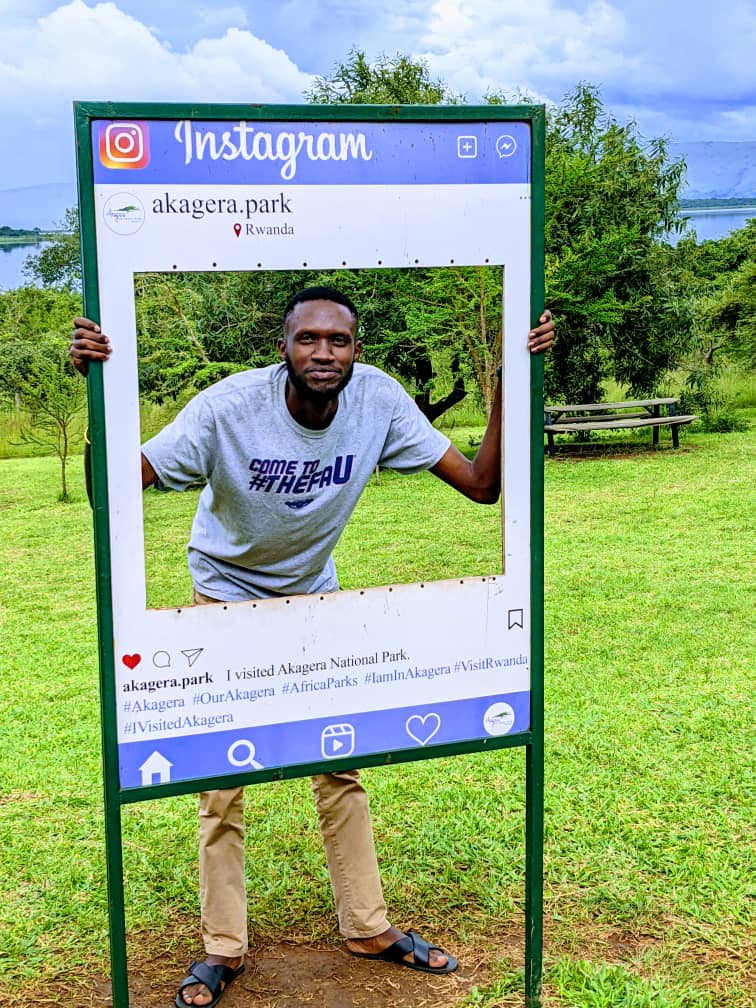 Instagram
akagera.park
Rwanda
COME TO
#THEFAU
I visited Akagera National Park.
akagera.park
#Akagera #OurAkagera #AfricaParks #IamInAkagera #VisitRwanda
#IVisitedAkagera